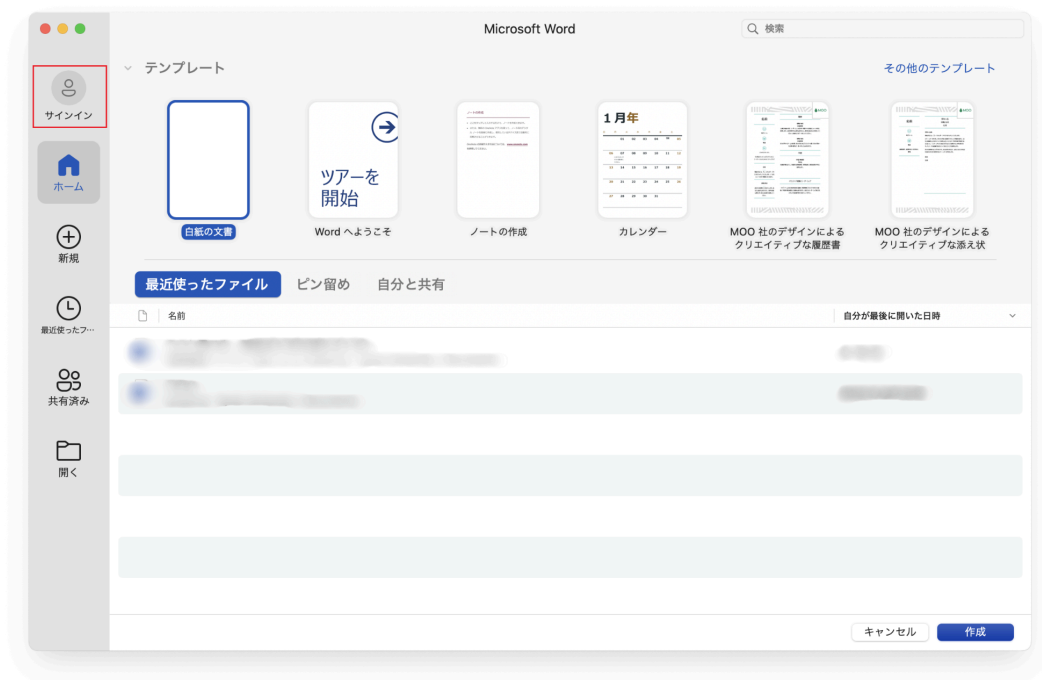 Microsoft Word
検索
サインイン
ホーム
新規
最近使ったフ…
共有済み
開く
テンプレート
その他のテンプレート
白紙の文書
ツアーを
開始
Word へようこそ
ノートの作成
1 月年
カレンダー
MOO 社のデザインによる
クリエイティブな履歴書
MOO 社のデザインによる
クリエイティブな添え状
最近使ったファイル
ピン留め
自分と共有
名前
自分が最後に開いた日時
キャンセル
作成